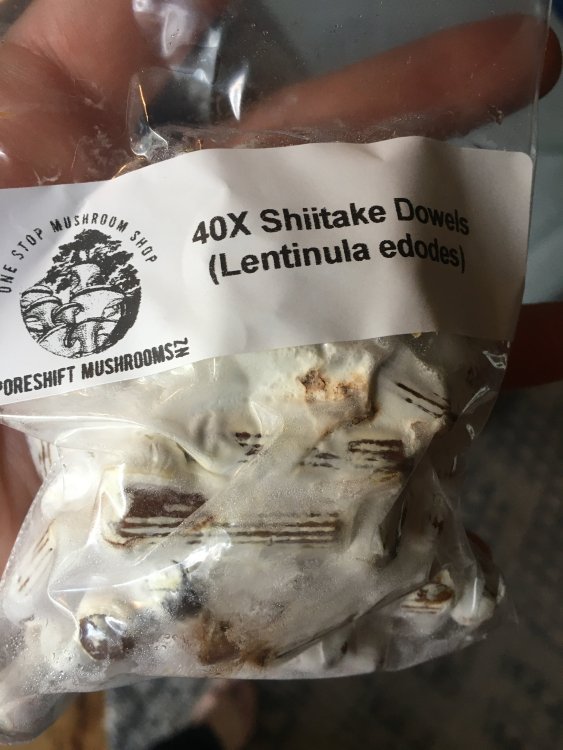 ONE STOP MUSHROOM SHOP
PORESHIFT MUSHROOMS NZ
40X Shiitake Dowels
(Lentinula edodes)